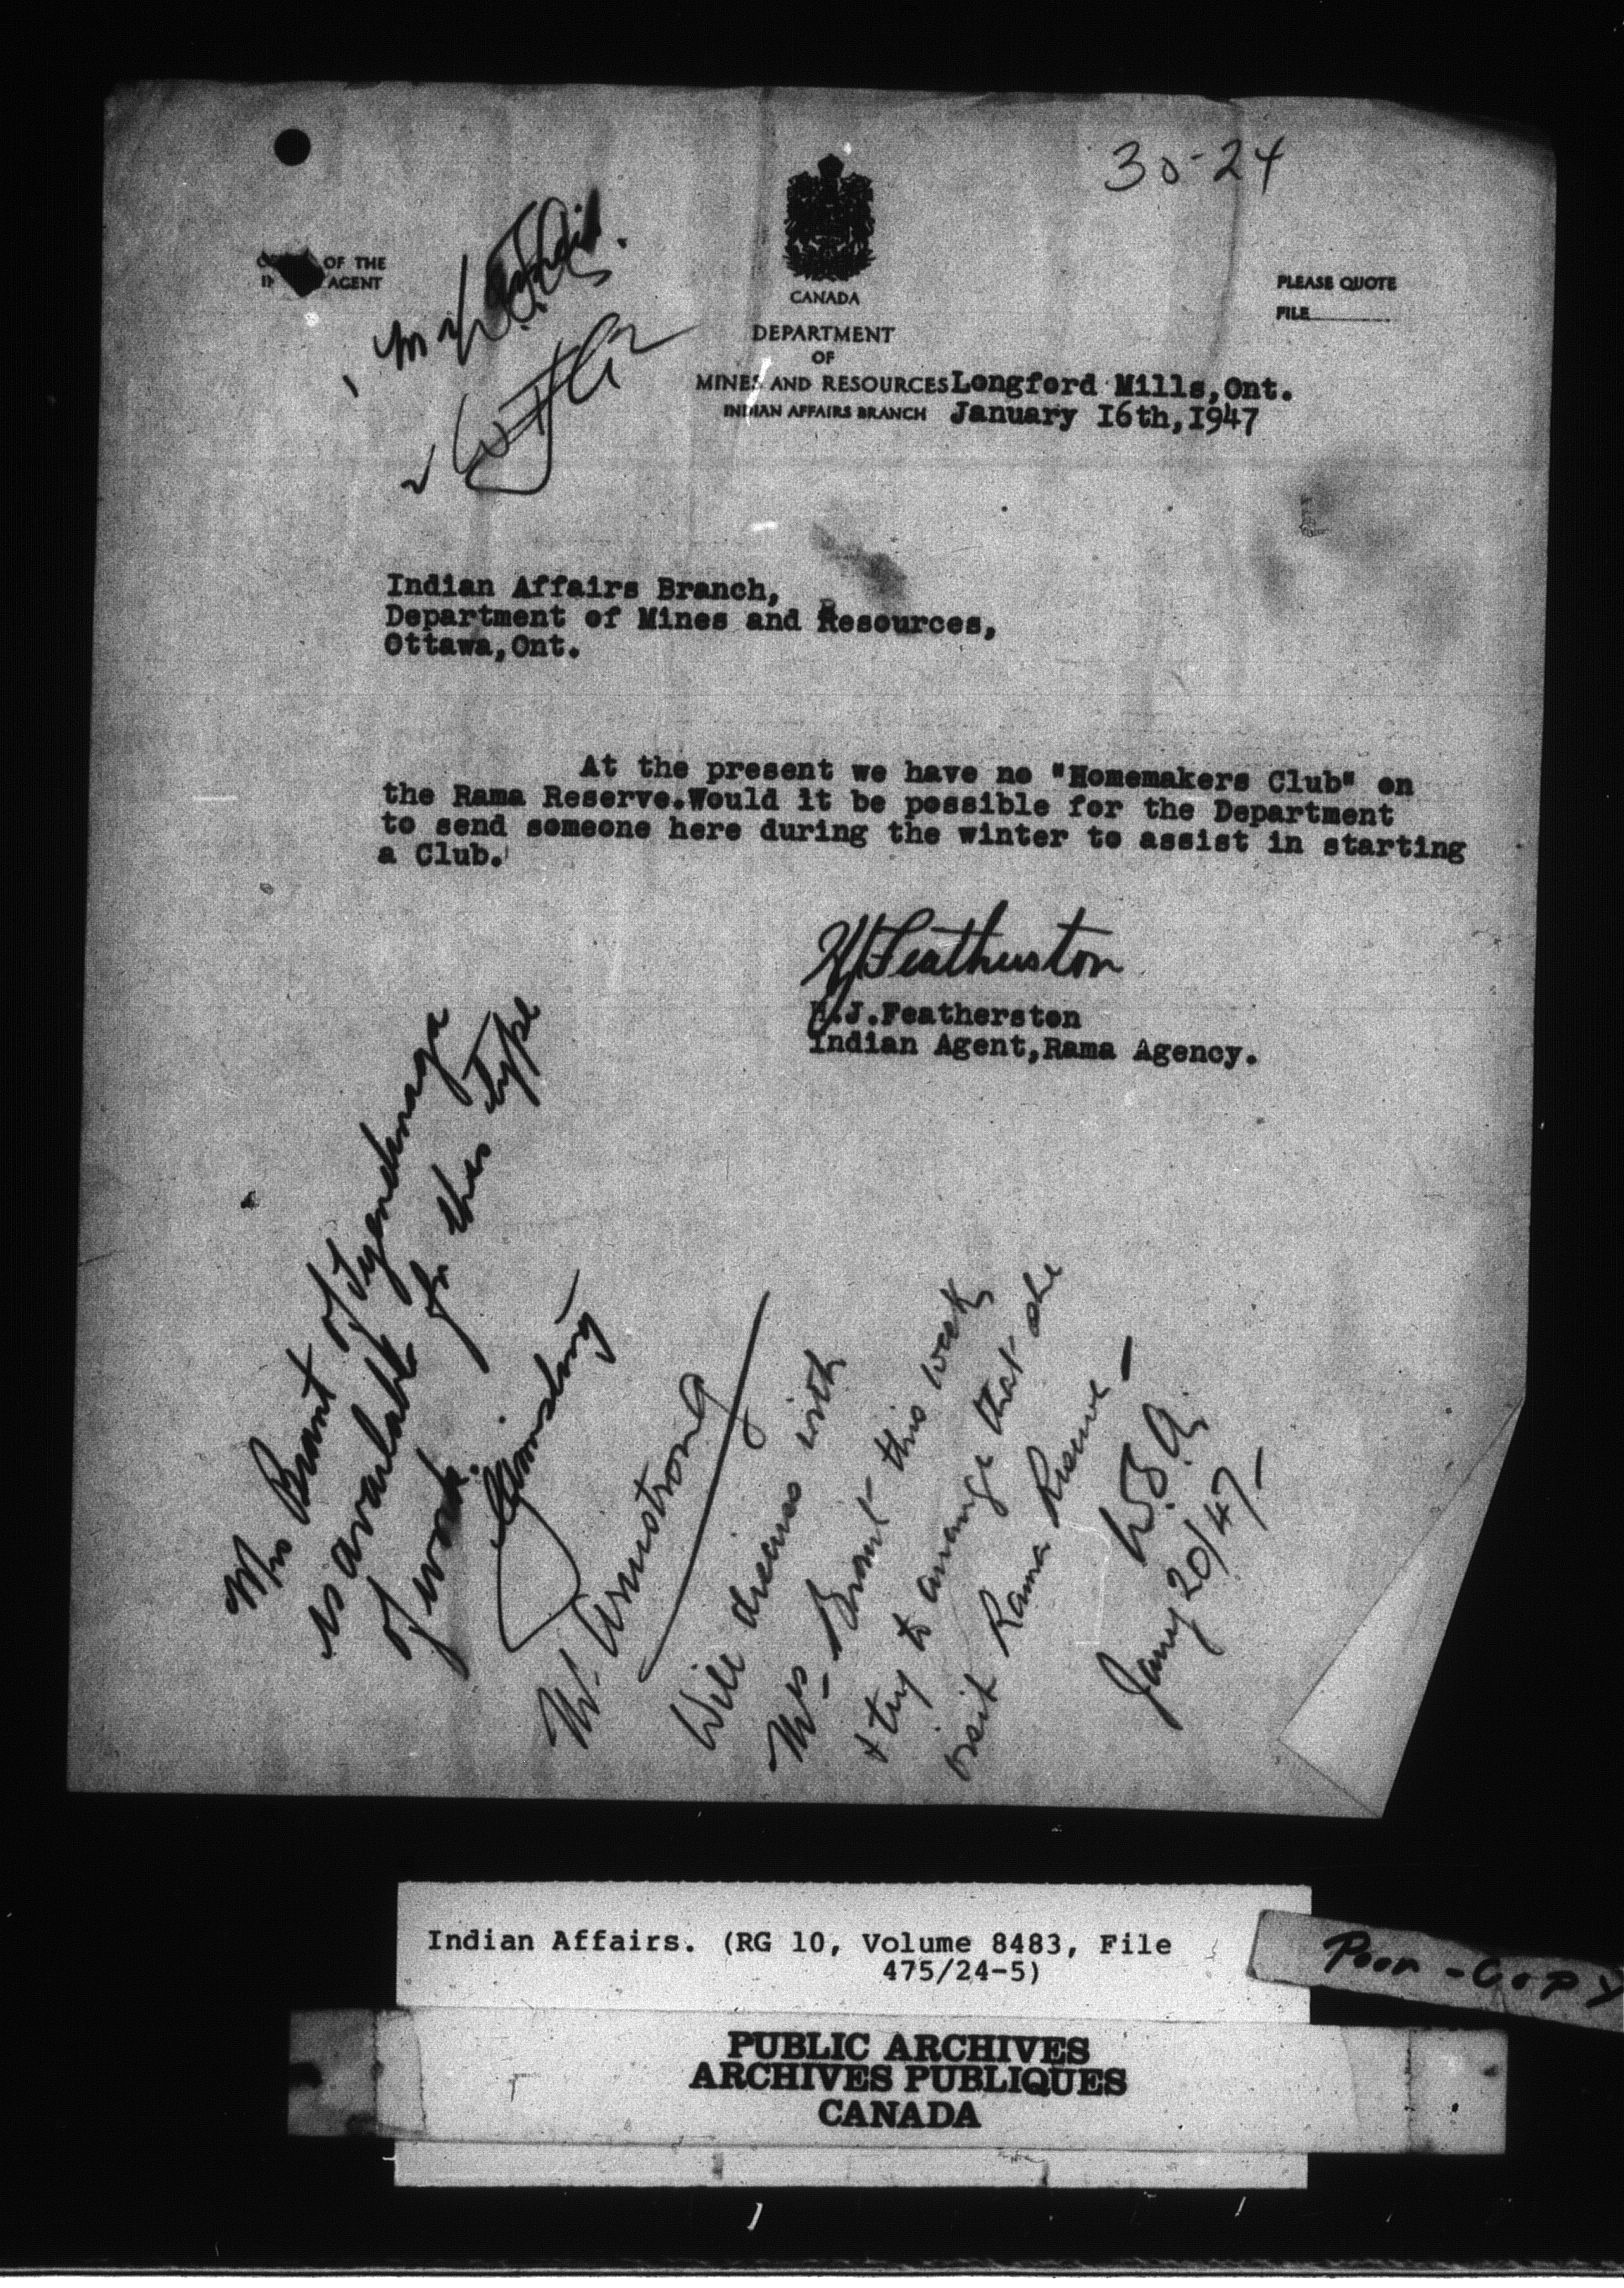 30-24
OF THE
AGENT
CANADA
DEPARTMENT
OF
MINES AND RESOURCES
INDIAN AFFAIRS BRANCH
PLEASE QUOTE
FILE
Longford Mills,Ont.
January I6th,I947
Indian Affairs Branch,
Department of Mines and Resources,
Ottawa,Ont.
At the present we have no "Homemakers Club" on
the Rama Reserve.Would it be possible for the Department
to send someone here during the winter to assist in starting
a Club.
HJFeatherston
H.J.Featherston
Indian Agent,Rama Agency.
Mrs Brant of Tyendinaga
is available for this type
of work.
Mr. Armstrong
Will discuss with
Mrs. Brant this week
& try to arrange that she
visit Rama Reserve –
Jany 20/47 –
Indian Affairs. (RG 10, Volume 8483, File
475/24-5)
Poor - Copy
PUBLIC ARCHIVES
ARCHIVES PUBLIQUES
CANADA